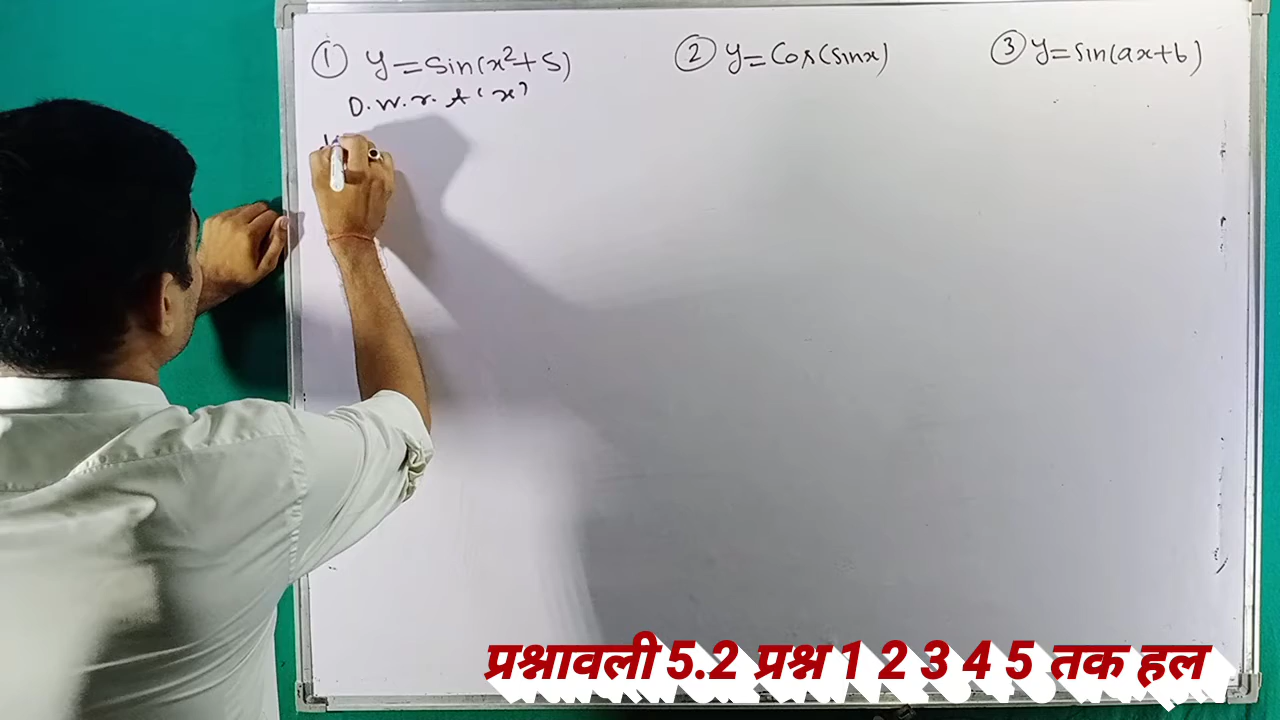 ① y = sin(x²+5)
D.W.r.t 'x'
② y = Cos(sinx)
③ y = sin(ax+b)
प्रश्नावली 5.2 प्रश्न 1 2 3 4 5 तक हल